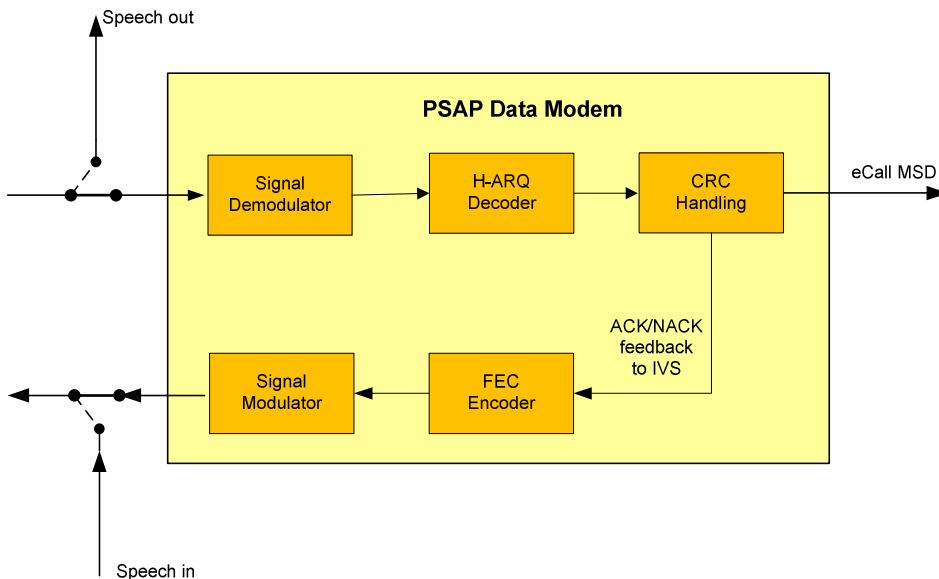 Speech out
PSAP Data Modem
Signal
Demodulator
H-ARQ
Decoder
CRC
Handling
eCall MSD
ACK/NACK
feedback
to IVS
Signal
Modulator
FEC
Encoder
Speech in